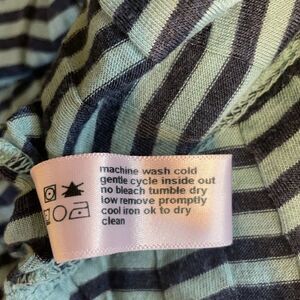 machine wash cold
gentle cycle inside out
no bleach tumble dry
low remove promptly
cool iron ok to dry
clean